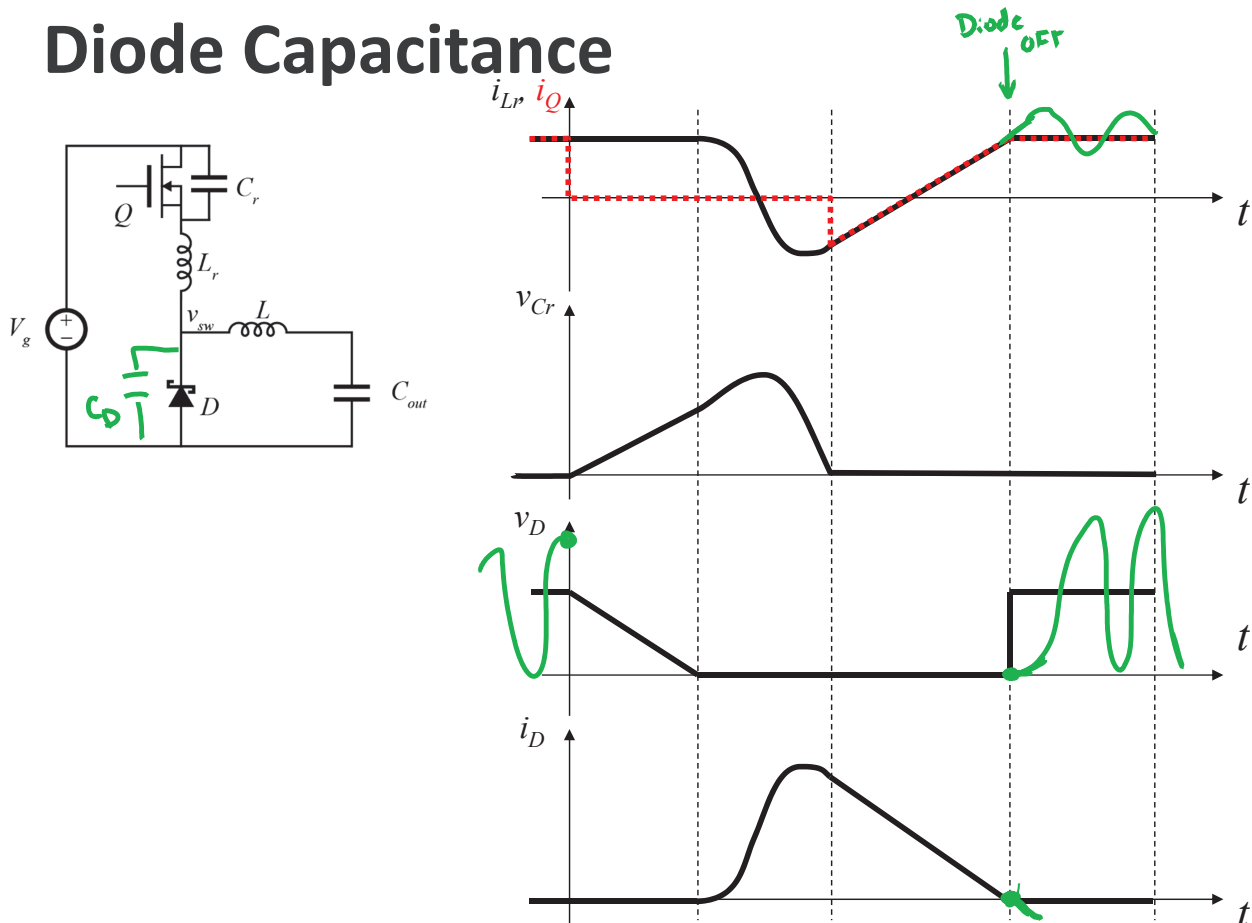 Diode Capacitance
Diode
OFF
i_Lr, i_Q
t
Q
C_r
L_r
v_sw
L
V_g
+
−
C_D
D
C_out
v_Cr
t
v_D
t
i_D
t